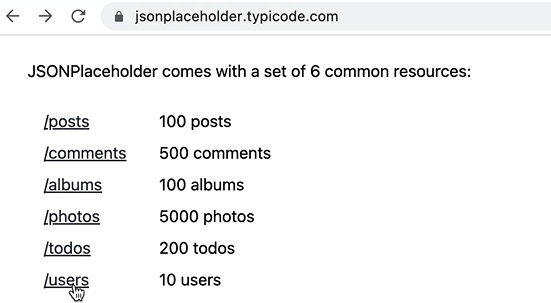 jsonplaceholder.typicode.com
JSONPlaceholder comes with a set of 6 common resources:
/posts 100 posts
/comments 500 comments
/albums 100 albums
/photos 5000 photos
/todos 200 todos
/users 10 users